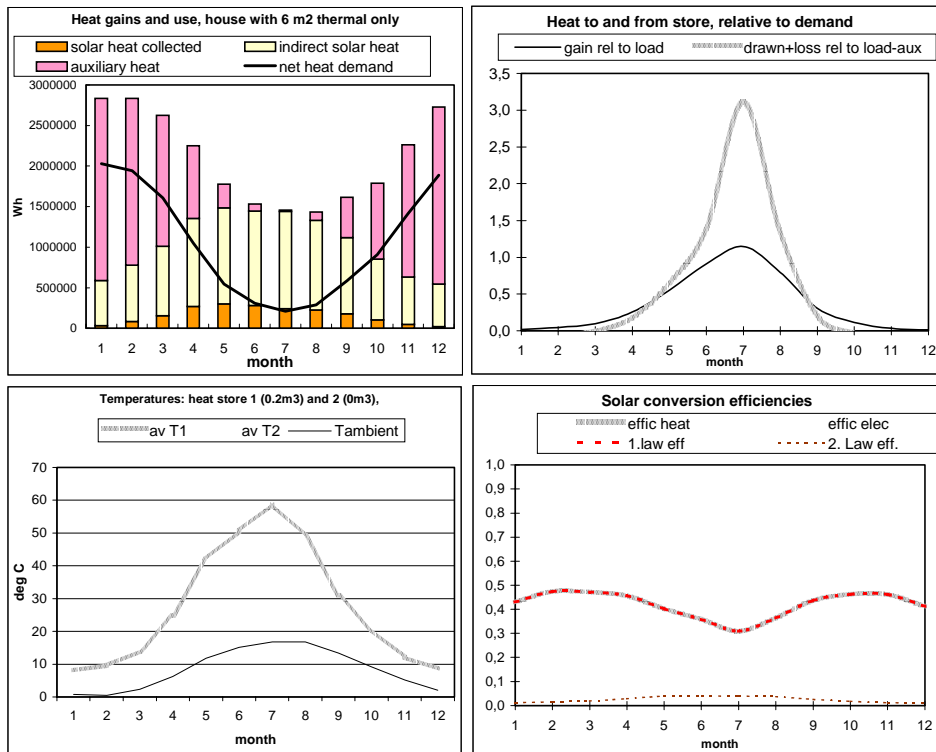 Heat gains and use, house with 6 m2 thermal only
solar heat collected indirect solar heat
auxiliary heat net heat demand
3000000
2500000
2000000
1500000
1000000
500000
0
Wh
1 2 3 4 5 6 7 8 9 10 11 12
month
Heat to and from store, relative to demand
gain rel to load drawn+loss rel to load-aux
3,5
3,0
2,5
2,0
1,5
1,0
0,5
0,0
1 2 3 4 5 6 7 8 9 10 11 12
month
Temperatures: heat store 1 (0.2m3) and 2 (0m3),
av T1 av T2 Tambient
70
60
50
40
30
20
10
0
deg C
1 2 3 4 5 6 7 8 9 10 11 12
month
Solar conversion efficiencies
effic heat effic elec
1.law eff 2. Law eff.
1,0
0,9
0,8
0,7
0,6
0,5
0,4
0,3
0,2
0,1
0,0
1 2 3 4 5 6 7 8 9 10 11 12
month